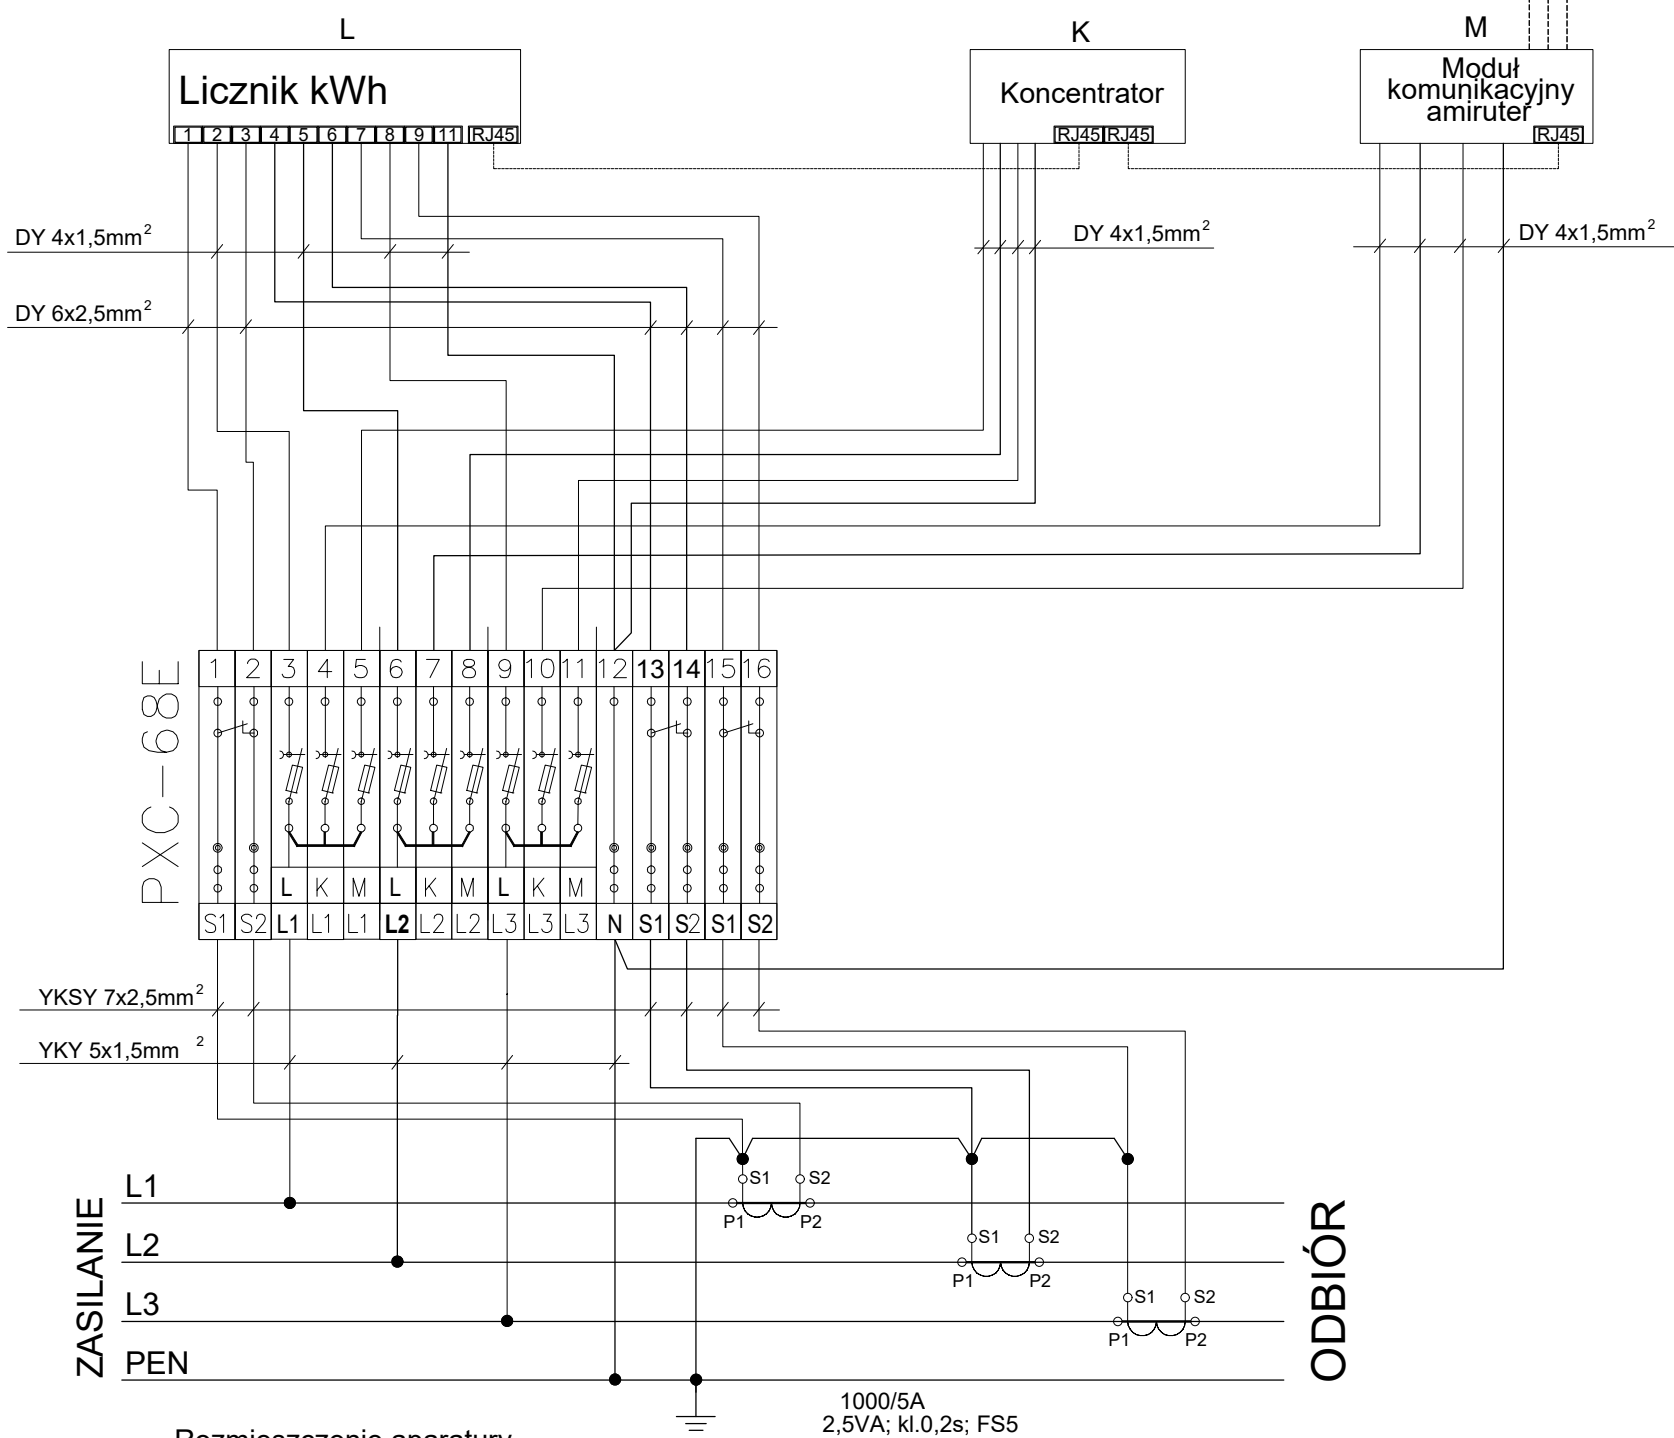 L
K
M
Licznik kWh
Koncentrator
Moduł
komunikacyjny
amiruter
1 2 3 4 5 6 7 8 9 11 RJ45
RJ45 RJ45
RJ45
DY 4x1,5mm2
DY 4x1,5mm2
DY 4x1,5mm2
DY 6x2,5mm2
PXC-68E
1 2 3 4 5 6 7 8 9 10 11 12 13 14 15 16
L K M L K M L K M
S1 S2 L1 L1 L1 L2 L2 L2 L3 L3 L3 N S1 S2 S1 S2
YKSY 7x2,5mm2
YKY 5x1,5mm 2
ZASILANIE
L1
S1 S2
P1 P2
L2
S1 S2
P1 P2
L3
S1 S2
P1 P2
PEN
ODBIÓR
1000/5A
2,5VA; kl.0,2s; FS5
Rozmieszczenie aparatury